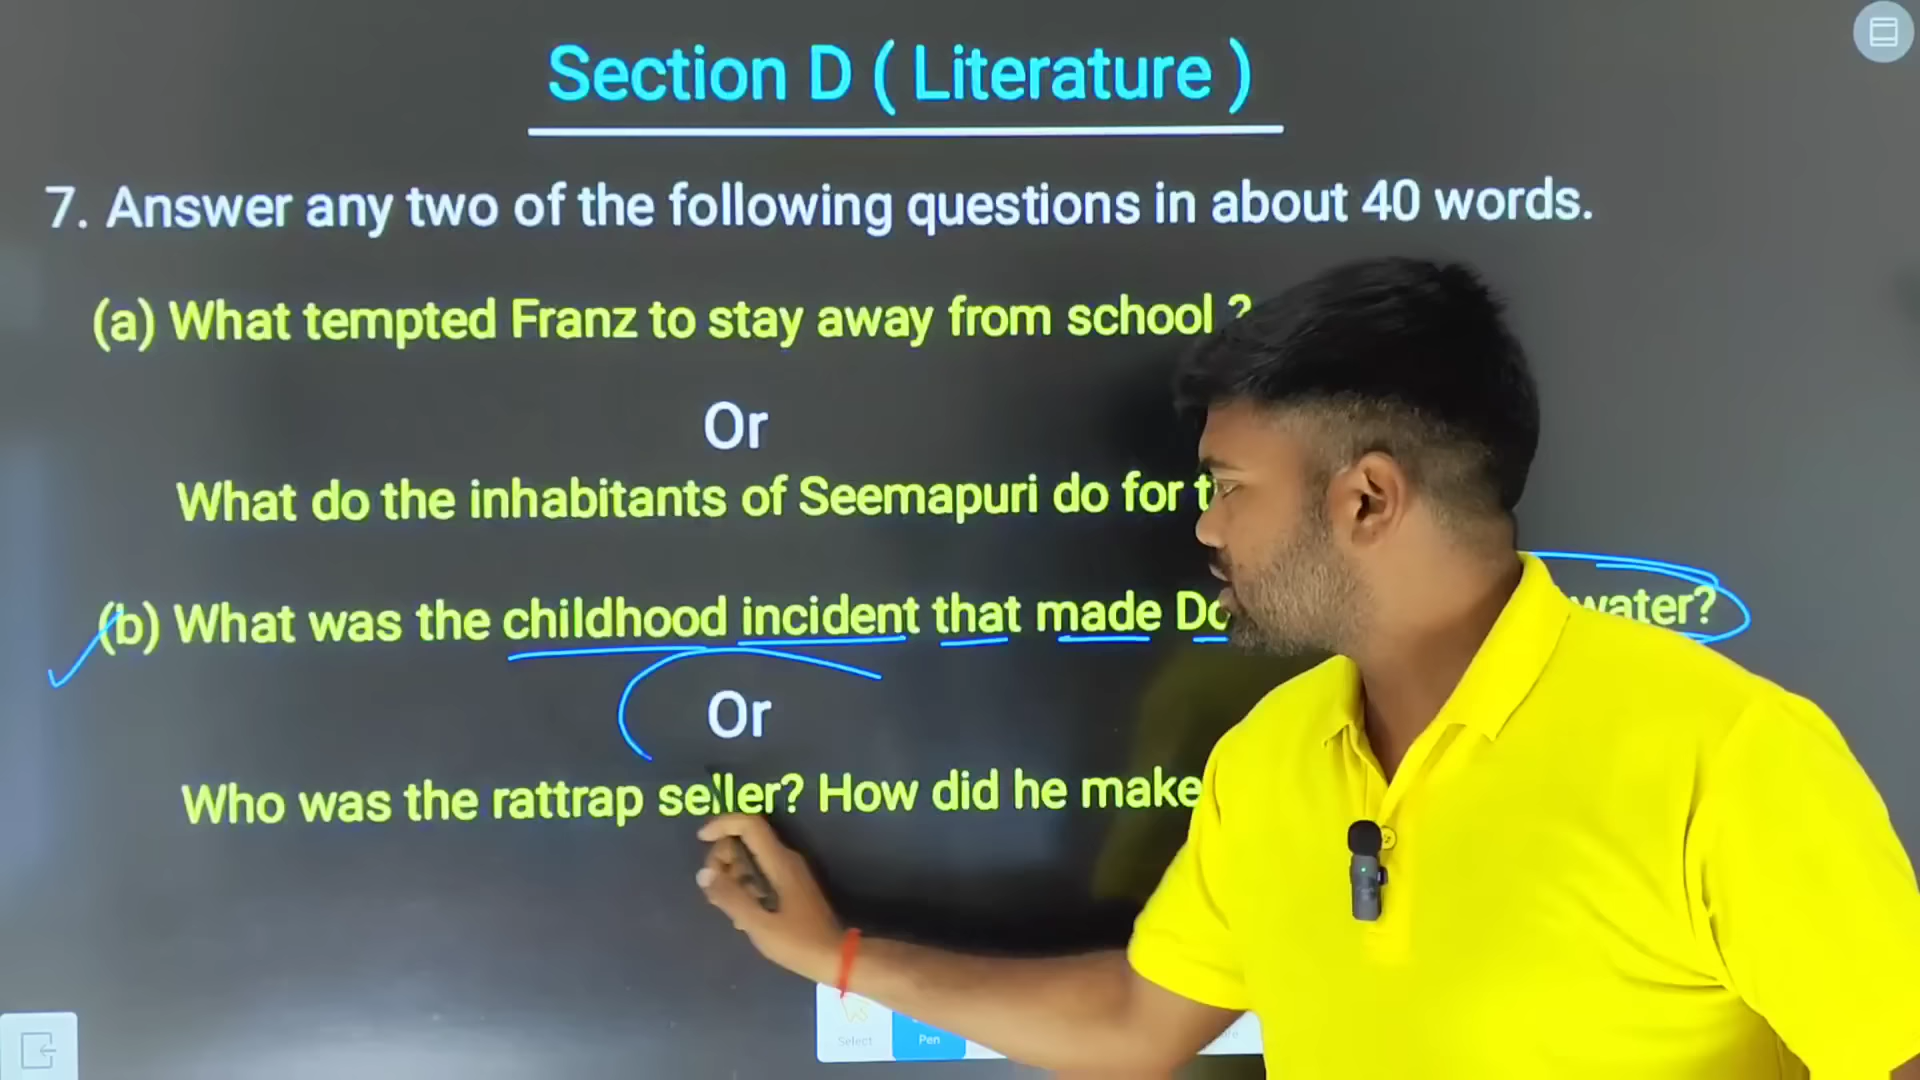 Section D ( Literature )
7. Answer any two of the following questions in about 40 words.
(a) What tempted Franz to stay away from school ?
Or
What do the inhabitants of Seemapuri do for
(b) What was the childhood incident that made water?
Or
Who was the rattrap seller? How did he make
Select
Pen